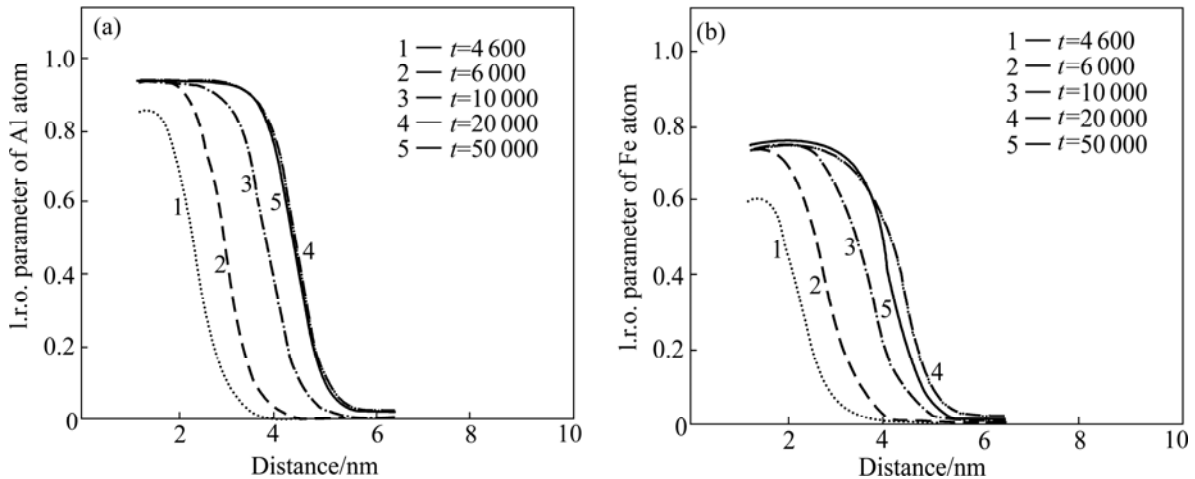 (a)
l.r.o. parameter of Al atom
1.0
0.8
0.6
0.4
0.2
0
2
4
6
8
10
Distance/nm
1 — t=4 600
2 — t=6 000
3 — t=10 000
4 — t=20 000
5 — t=50 000
1
2
3
5
4
(b)
l.r.o. parameter of Fe atom
1.0
0.8
0.6
0.4
0.2
0
2
4
6
8
10
Distance/nm
1 — t=4 600
2 — t=6 000
3 — t=10 000
4 — t=20 000
5 — t=50 000
1
2
3
5
4